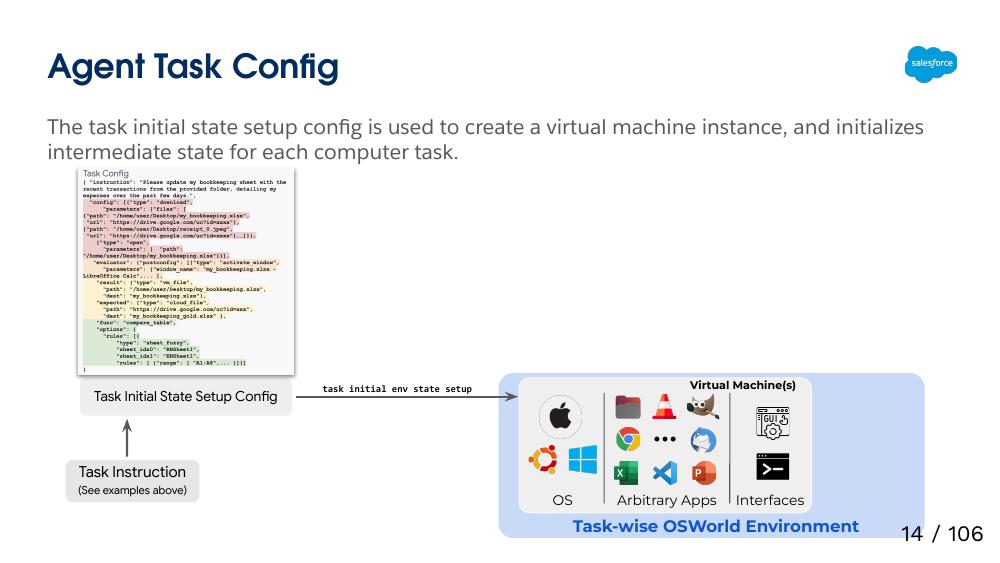 Agent Task Config
salesforce
The task initial state setup config is used to create a virtual machine instance, and initializes
intermediate state for each computer task.
Task Config
{ "instruction": "Please update my bookkeeping sheet with the
recent transactions from the provided folder, detailing my
expenses over the past few days.",
"config": [{"type": "download",
"parameters": {"files": [
{"path": "/home/user/Desktop/my_bookkeeping.xlsx",
"url": "https://drive.google.com/uc?id=xxxx"},
{"path": "/home/user/Desktop/receipt_0.jpeg",
"url": "https://drive.google.com/uc?id=xxxx"},…]}},
{"type": "open",
"parameters": { "path":
"/home/user/Desktop/my_bookkeeping.xlsx"}}],
"evaluator": {"postconfig": [{"type": "activate_window",
"parameters": {"window_name": "my_bookkeeping.xlsx -
LibreOffice Calc",... ],
"result": {"type": "vm_file",
"path": "/home/user/Desktop/my_bookkeeping.xlsx",
"dest": "my_bookkeeping.xlsx"},
"expected": {"type": "cloud_file",
"path": "https://drive.google.com/uc?id=xxx",
"dest": "my_bookkeeping_gold.xlsx" },
"func": "compare_table",
"options": {
"rules": [{
"type": "sheet_fuzzy",
"sheet_idx0": "RNSheet1",
"sheet_idx1": "ENSheet1",
"rules": [ {"range": [ "A1:A8",... ]}]}
}
Task Initial State Setup Config
task initial env state setup
Task Instruction
(See examples above)
Virtual Machine(s)
GUI
OS
Arbitrary Apps
Interfaces
Task-wise OSWorld Environment
14 / 106